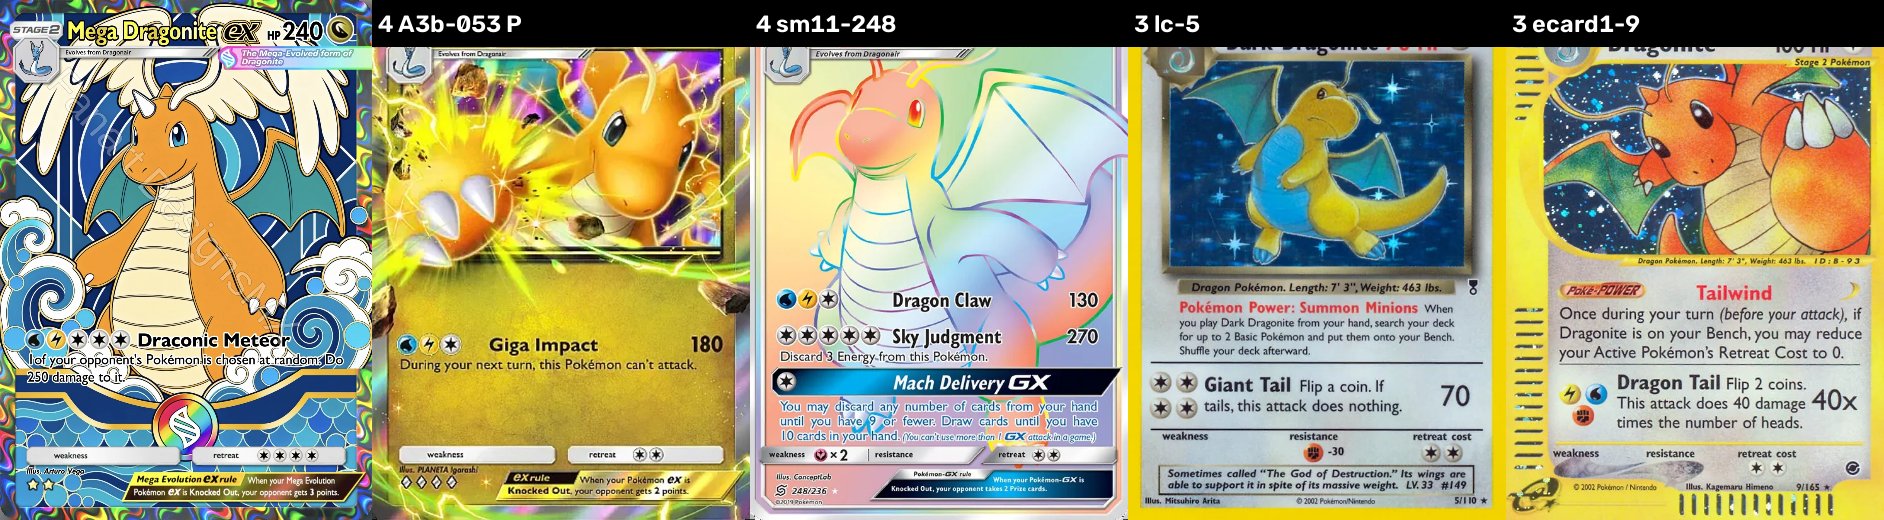 STAGE 2 Mega Dragonite ex HP 240
Evolves from Dragonair
The Mega-Evolved form of
Dragonite
Draconic Meteor
1 of your opponent's Pokémon is chosen at random. Do
250 damage to it.
weakness retreat
Illus. Arturo Vega
Mega Evolution ex rule When your Mega Evolution
Pokémon ex is Knocked Out, your opponent gets 3 points.
4 A3b-053 P
Evolves from Dragonair
Giga Impact 180
During your next turn, this Pokémon can't attack.
weakness retreat
Illus. PLANETA Igarashi
ex rule When your Pokémon ex is
Knocked Out, your opponent gets 2 points.
4 sm11-248
Evolves from Dragonair
Dragon Claw 130
Sky Judgment 270
Discard 3 Energy from this Pokémon.
Mach Delivery GX
You may discard any number of cards from your hand
until you have 9 or fewer. Draw cards until you have
10 cards in your hand. (You can't use more than 1 GX attack in a game.)
weakness ×2 resistance retreat
Illus. ConceptLab
248/236
©2019 Pokémon
Pokémon-GX rule When your Pokémon-GX is
Knocked Out, your opponent takes 2 Prize cards.
3 lc-5
Dark Dragonite 70 HP
Dragon Pokémon. Length: 7' 3", Weight: 463 lbs.
Pokémon Power: Summon Minions When
you play Dark Dragonite from your hand, search your deck
for up to 2 Basic Pokémon and put them onto your Bench.
Shuffle your deck afterward.
Giant Tail Flip a coin. If
tails, this attack does nothing. 70
weakness resistance retreat cost
-30
Sometimes called "The God of Destruction." Its wings are
able to support it in spite of its massive weight. LV. 33 #149
Illus. Mitsuhiro Arita © 2002 Pokémon/Nintendo 5/110 ★
3 ecard1-9
Dragonite 100 HP
Stage 2 Pokémon
Dragon Pokémon. Length: 7' 3", Weight: 463 lbs. ID: B-93
POKé-POWER Tailwind
Once during your turn (before your attack), if
Dragonite is on your Bench, you may reduce
your Active Pokémon's Retreat Cost to 0.
Dragon Tail Flip 2 coins.
This attack does 40 damage 40x
times the number of heads.
weakness resistance retreat cost
© 2002 Pokémon / Nintendo Illus. Kagemaru Himeno 9/165 ★